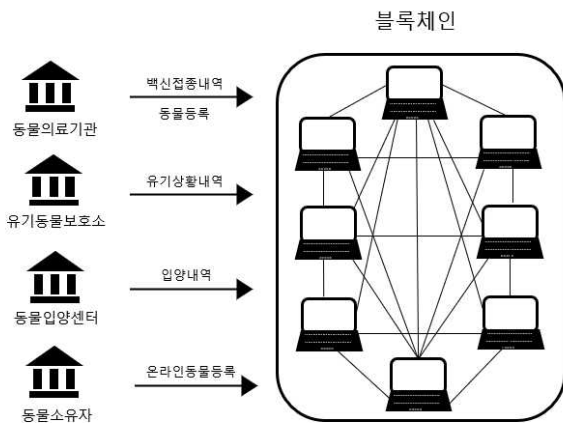 블록체인
백신접종내역
동물등록
동물의료기관
유기상황내역
유기동물보호소
입양내역
동물입양센터
온라인동물등록
동물소유자